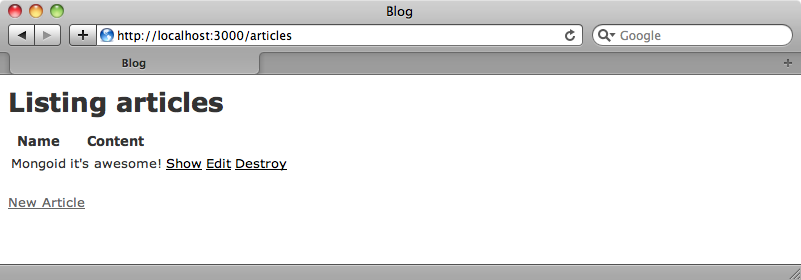 Blog
http://localhost:3000/articles
Google
Blog
Listing articles
Name Content
Mongoid it's awesome! Show Edit Destroy
New Article